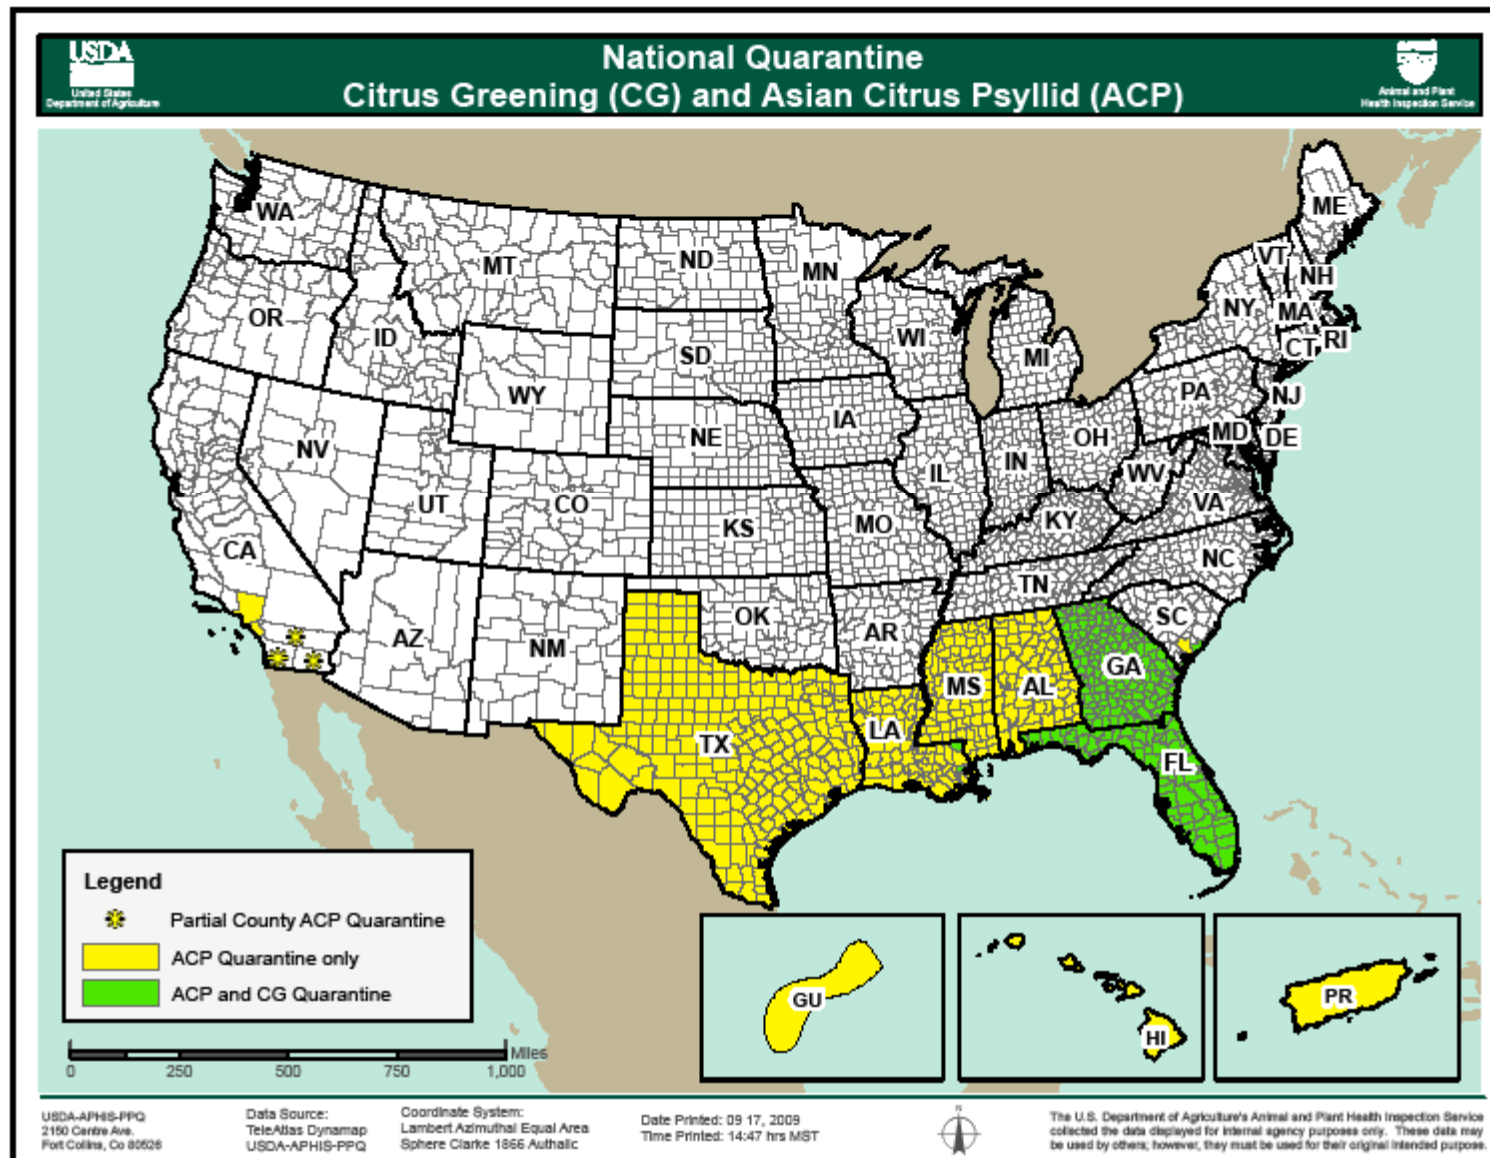 USDA
United States
Department of Agriculture
National Quarantine
Citrus Greening (CG) and Asian Citrus Psyllid (ACP)
Animal and Plant
Health Inspection Service
WA
MT
ND
MN
ME
VT
NH
OR
ID
SD
WI
MI
NY
MA
RI
CT
WY
IA
PA
NJ
NV
NE
OH
MD
DE
UT
CO
IL
IN
WV
VA
CA
KS
MO
KY
NC
TN
AZ
NM
OK
AR
SC
MS
AL
GA
TX
LA
FL
Legend
Partial County ACP Quarantine
ACP Quarantine only
ACP and CG Quarantine
GU
HI
PR
Miles
0 250 500 750 1,000
USDA-APHIS-PPQ
2150 Centre Ave.
Fort Collins, Co 80526
Data Source:
TeleAtlas Dynamap
USDA-APHIS-PPQ
Coordinate System:
Lambert Azimuthal Equal Area
Sphere Clarke 1866 Authalic
Date Printed: 09 17, 2009
Time Printed: 14:47 hrs MST
N
The U.S. Department of Agriculture's Animal and Plant Health Inspection Service
collected the data displayed for internal agency purposes only. These data may
be used by others; however, they must be used for their original intended purpose.